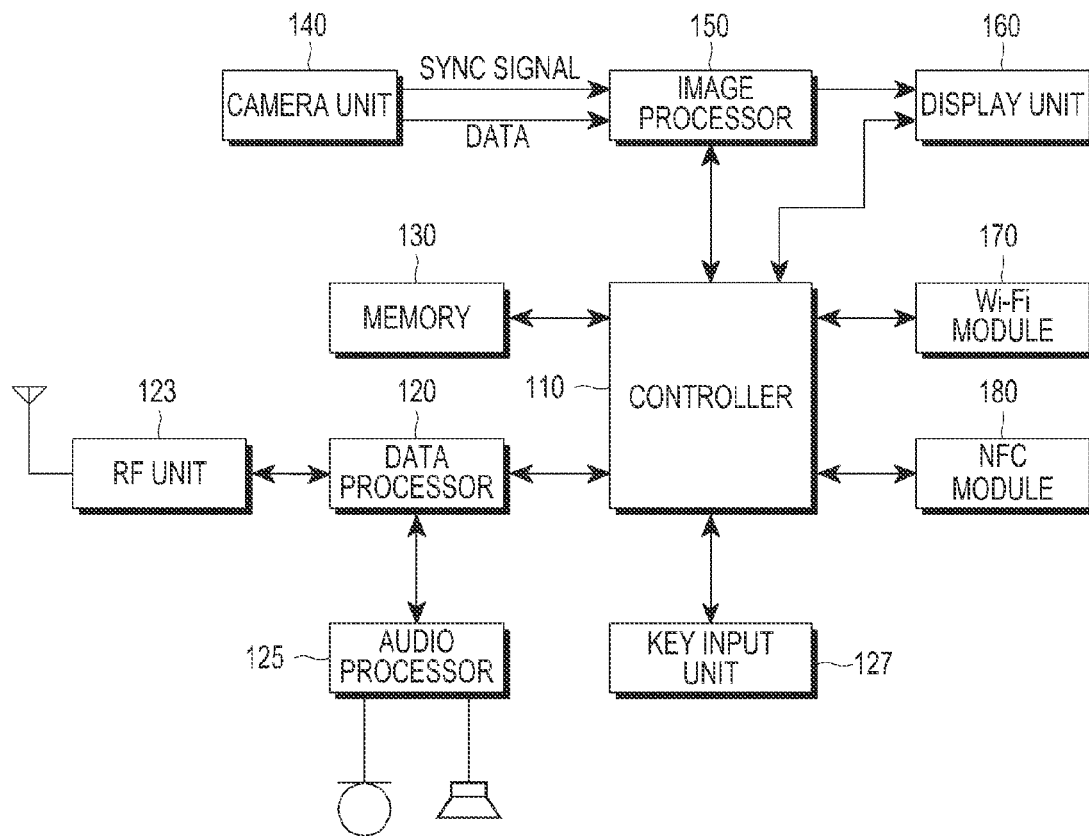 140
150
160
SYNC SIGNAL
CAMERA UNIT
DATA
IMAGE
PROCESSOR
DISPLAY UNIT
130
170
MEMORY
Wi-Fi
MODULE
110
CONTROLLER
123
120
180
RF UNIT
DATA
PROCESSOR
NFC
MODULE
125
AUDIO
PROCESSOR
KEY INPUT
UNIT
127